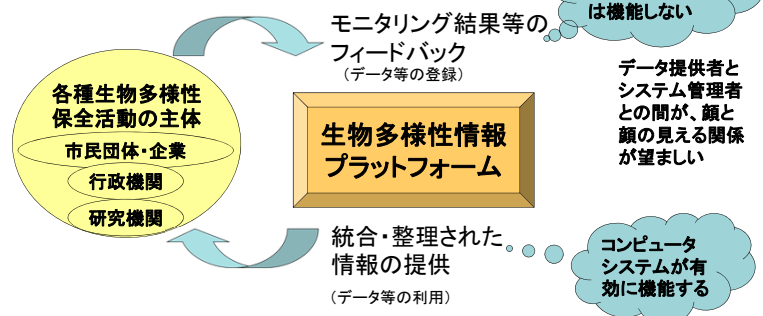 は機能しない
モニタリング結果等の
フィードバック
（データ等の登録）
データ提供者と
システム管理者
との間が、顔と
顔の見える関係
が望ましい
各種生物多様性
保全活動の主体
市民団体・企業
行政機関
研究機関
生物多様性情報
プラットフォーム
統合・整理された
情報の提供
（データ等の利用）
コンピュータ
システムが有
効に機能する